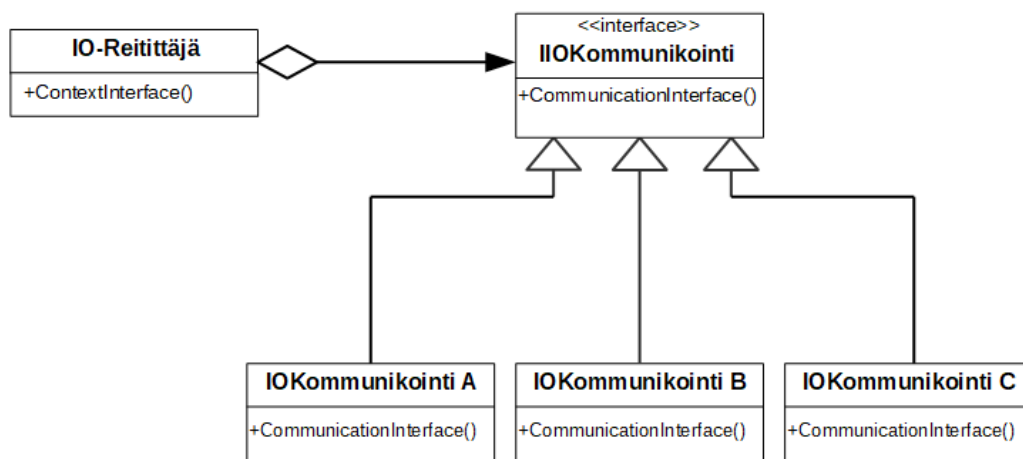 IO-Reitittäjä
+ContextInterface()
<<interface>>
IIOKommunikointi
+CommunicationInterface()
IOKommunikointi A
+CommunicationInterface()
IOKommunikointi B
+CommunicationInterface()
IOKommunikointi C
+CommunicationInterface()